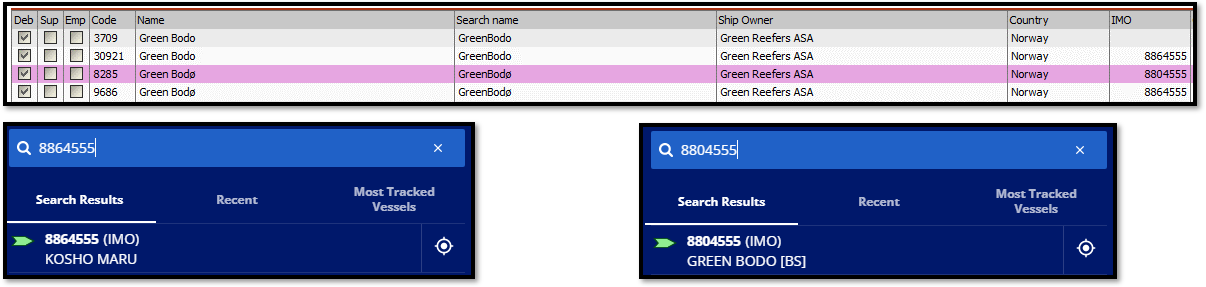 Deb Sup Emp Code Name Search name Ship Owner Country IMO
3709 Green Bodo GreenBodo Green Reefers ASA Norway
30921 Green Bodo GreenBodo Green Reefers ASA Norway 8864555
8285 Green Bodø GreenBodø Green Reefers ASA Norway 8804555
9686 Green Bodø GreenBodø Green Reefers ASA Norway 8864555
8864555 ×
Search Results Recent Most Tracked Vessels
8864555 (IMO)
KOSHO MARU
8804555 ×
Search Results Recent Most Tracked Vessels
8804555 (IMO)
GREEN BODO [BS]